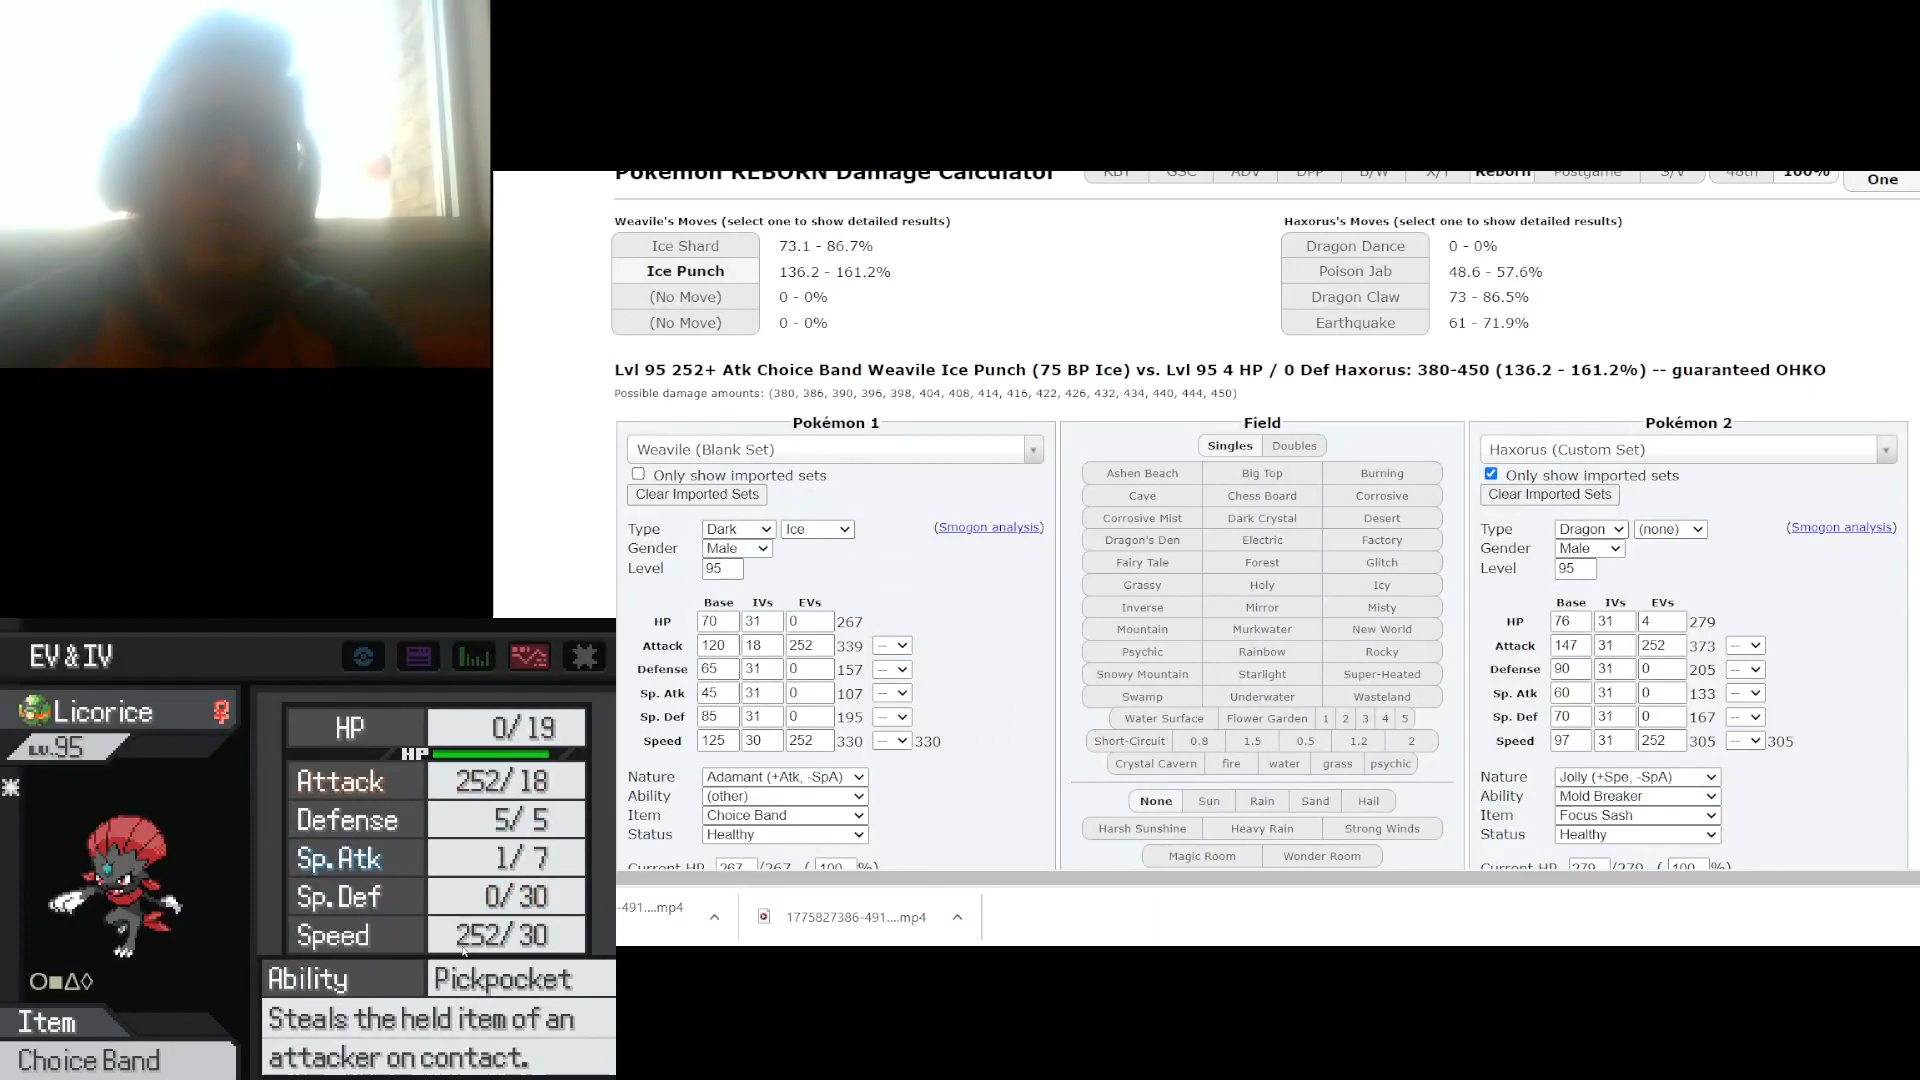 Pokémon REBORN Damage Calculator
RBY GSC ADV DPP B/W X/Y Reborn Postgame S/V 48th 100% One
Weavile's Moves (select one to show detailed results)
Ice Shard 73.1 - 86.7%
Ice Punch 136.2 - 161.2%
(No Move) 0 - 0%
(No Move) 0 - 0%
Haxorus's Moves (select one to show detailed results)
Dragon Dance 0 - 0%
Poison Jab 48.6 - 57.6%
Dragon Claw 73 - 86.5%
Earthquake 61 - 71.9%
Lvl 95 252+ Atk Choice Band Weavile Ice Punch (75 BP Ice) vs. Lvl 95 4 HP / 0 Def Haxorus: 380-450 (136.2 - 161.2%) -- guaranteed OHKO
Possible damage amounts: (380, 386, 390, 396, 398, 404, 408, 414, 416, 422, 426, 432, 434, 440, 444, 450)
Pokémon 1
Weavile (Blank Set)
Only show imported sets
Clear Imported Sets
Type Dark Ice (Smogon analysis)
Gender Male
Level 95
Base IVs EVs
HP 70 31 0 267
Attack 120 18 252 339 --
Defense 65 31 0 157 --
Sp. Atk 45 31 0 107 --
Sp. Def 85 31 0 195 --
Speed 125 30 252 330 -- 330
Nature Adamant (+Atk, -SpA)
Ability (other)
Item Choice Band
Status Healthy
Current HP 267 /267 ( 100 %)
Field
Singles Doubles
Ashen Beach Big Top Burning
Cave Chess Board Corrosive
Corrosive Mist Dark Crystal Desert
Dragon's Den Electric Factory
Fairy Tale Forest Glitch
Grassy Holy Icy
Inverse Mirror Misty
Mountain Murkwater New World
Psychic Rainbow Rocky
Snowy Mountain Starlight Super-Heated
Swamp Underwater Wasteland
Water Surface Flower Garden 1 2 3 4 5
Short-Circuit 0.8 1.5 0.5 1.2 2
Crystal Cavern fire water grass psychic
None Sun Rain Sand Hail
Harsh Sunshine Heavy Rain Strong Winds
Magic Room Wonder Room
Pokémon 2
Haxorus (Custom Set)
Only show imported sets
Clear Imported Sets
Type Dragon (none) (Smogon analysis)
Gender Male
Level 95
Base IVs EVs
HP 76 31 4 279
Attack 147 31 252 373 --
Defense 90 31 0 205 --
Sp. Atk 60 31 0 133 --
Sp. Def 70 31 0 167 --
Speed 97 31 252 305 -- 305
Nature Jolly (+Spe, -SpA)
Ability Mold Breaker
Item Focus Sash
Status Healthy
Current HP 279 /279 ( 100 %)
-491....mp4 1775827386-491....mp4
EV & IV
Licorice
Lv.95
HP 0/19
HP
Attack 252/18
Defense 5/5
Sp.Atk 1/7
Sp.Def 0/30
Speed 252/30
Ability Pickpocket
Steals the held item of an
attacker on contact.
Item
Choice Band